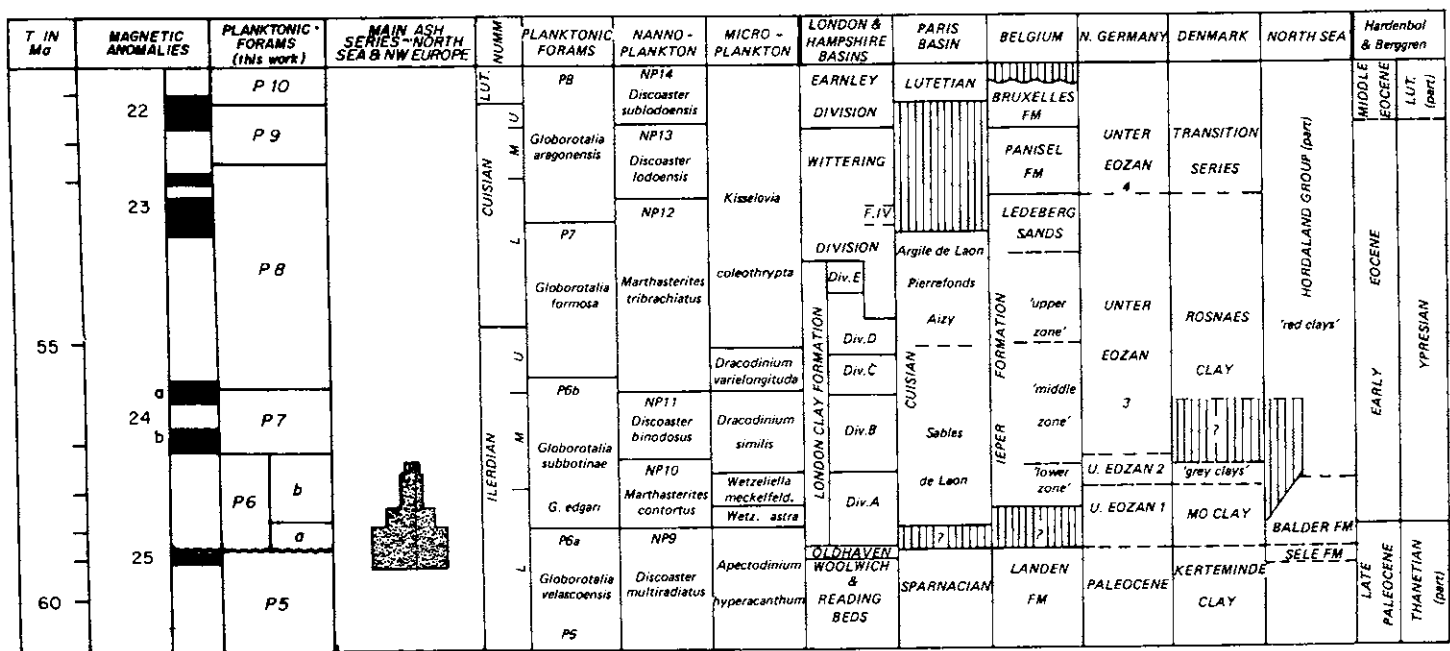 T IN Ma
MAGNETIC ANOMALIES
PLANKTONIC - FORAMS (this work)
MAIN ASH SERIES - NORTH SEA & NW EUROPE
NUMM
PLANKTONIC FORAMS
NANNO - PLANKTON
MICRO - PLANKTON
LONDON & HAMPSHIRE BASINS
PARIS BASIN
BELGIUM
N. GERMANY
DENMARK
NORTH SEA
Hardenbol & Berggren
55
60
22
23
a
24
b
25
P 10
P 9
P 8
P 7
P 6
b
a
P5
LUT.
CUISIAN
ILERDIAN
U
M
L
U
M
L
P8
Globorotalia
aragonensis
P7
Globorotalia
formosa
P6b
Globorotalia
subbotinae
G. edgari
P6a
Globorotalia
velascoensis
P5
NP14
Discoaster
sublodoensis
NP13
Discoaster
lodoensis
NP12
Marthasterites
tribrachiatus
NP11
Discoaster
binodosus
NP10
Marthasterites
contortus
NP9
Discoaster
multiradiatus
Kisselovia
coleothrypta
Dracodinium
varielongituda
Dracodinium
similis
Wetzeliella
meckelfeld.
Wetz. astra
Apectodinium
hyperacanthum
EARNLEY
DIVISION
WITTERING
F.IV
DIVISION
LONDON CLAY FORMATION
Div.E
Div.D
Div.C
Div.B
Div.A
OLDHAVEN
WOOLWICH
&
READING
BEDS
LUTETIAN
Argile de Laon
Pierrefonds
Aizy
CUISIAN
Sables
de Laon
?
SPARNACIAN
BRUXELLES
FM
PANISEL
FM
LEDEBERG
SANDS
IEPER FORMATION
'upper
zone'
'middle
zone'
'lower
zone'
?
LANDEN
FM
UNTER
EOZAN
4
UNTER
EOZAN
3
U. EOZAN 2
U. EOZAN 1
PALEOCENE
TRANSITION
SERIES
ROSNAES
CLAY
?
'grey clays'
MO CLAY
KERTEMINDE
CLAY
HORDALAND GROUP (part)
'red clays'
BALDER FM
SELE FM
MIDDLE EOCENE
EARLY EOCENE
LATE PALEOCENE
LUT. (part)
YPRESIAN
THANETIAN (part)